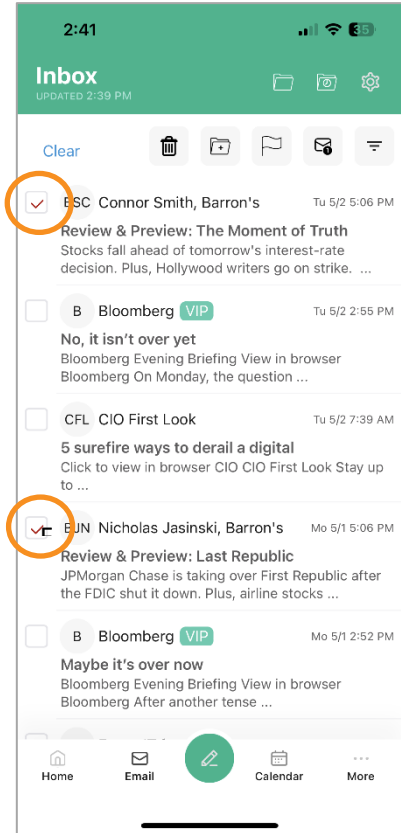 2:41
35
Inbox
UPDATED 2:39 PM
Clear
BSC Connor Smith, Barron's Tu 5/2 5:06 PM
Review & Preview: The Moment of Truth
Stocks fall ahead of tomorrow's interest-rate
decision. Plus, Hollywood writers go on strike. ...
B Bloomberg VIP Tu 5/2 2:55 PM
No, it isn't over yet
Bloomberg Evening Briefing View in browser
Bloomberg On Monday, the question ...
CFL CIO First Look Tu 5/2 7:39 AM
5 surefire ways to derail a digital
Click to view in browser CIO CIO First Look Stay up
to ...
BJN Nicholas Jasinski, Barron's Mo 5/1 5:06 PM
Review & Preview: Last Republic
JPMorgan Chase is taking over First Republic after
the FDIC shut it down. Plus, airline stocks ...
B Bloomberg VIP Mo 5/1 2:52 PM
Maybe it's over now
Bloomberg Evening Briefing View in browser
Bloomberg After another tense ...
Home Email Calendar More